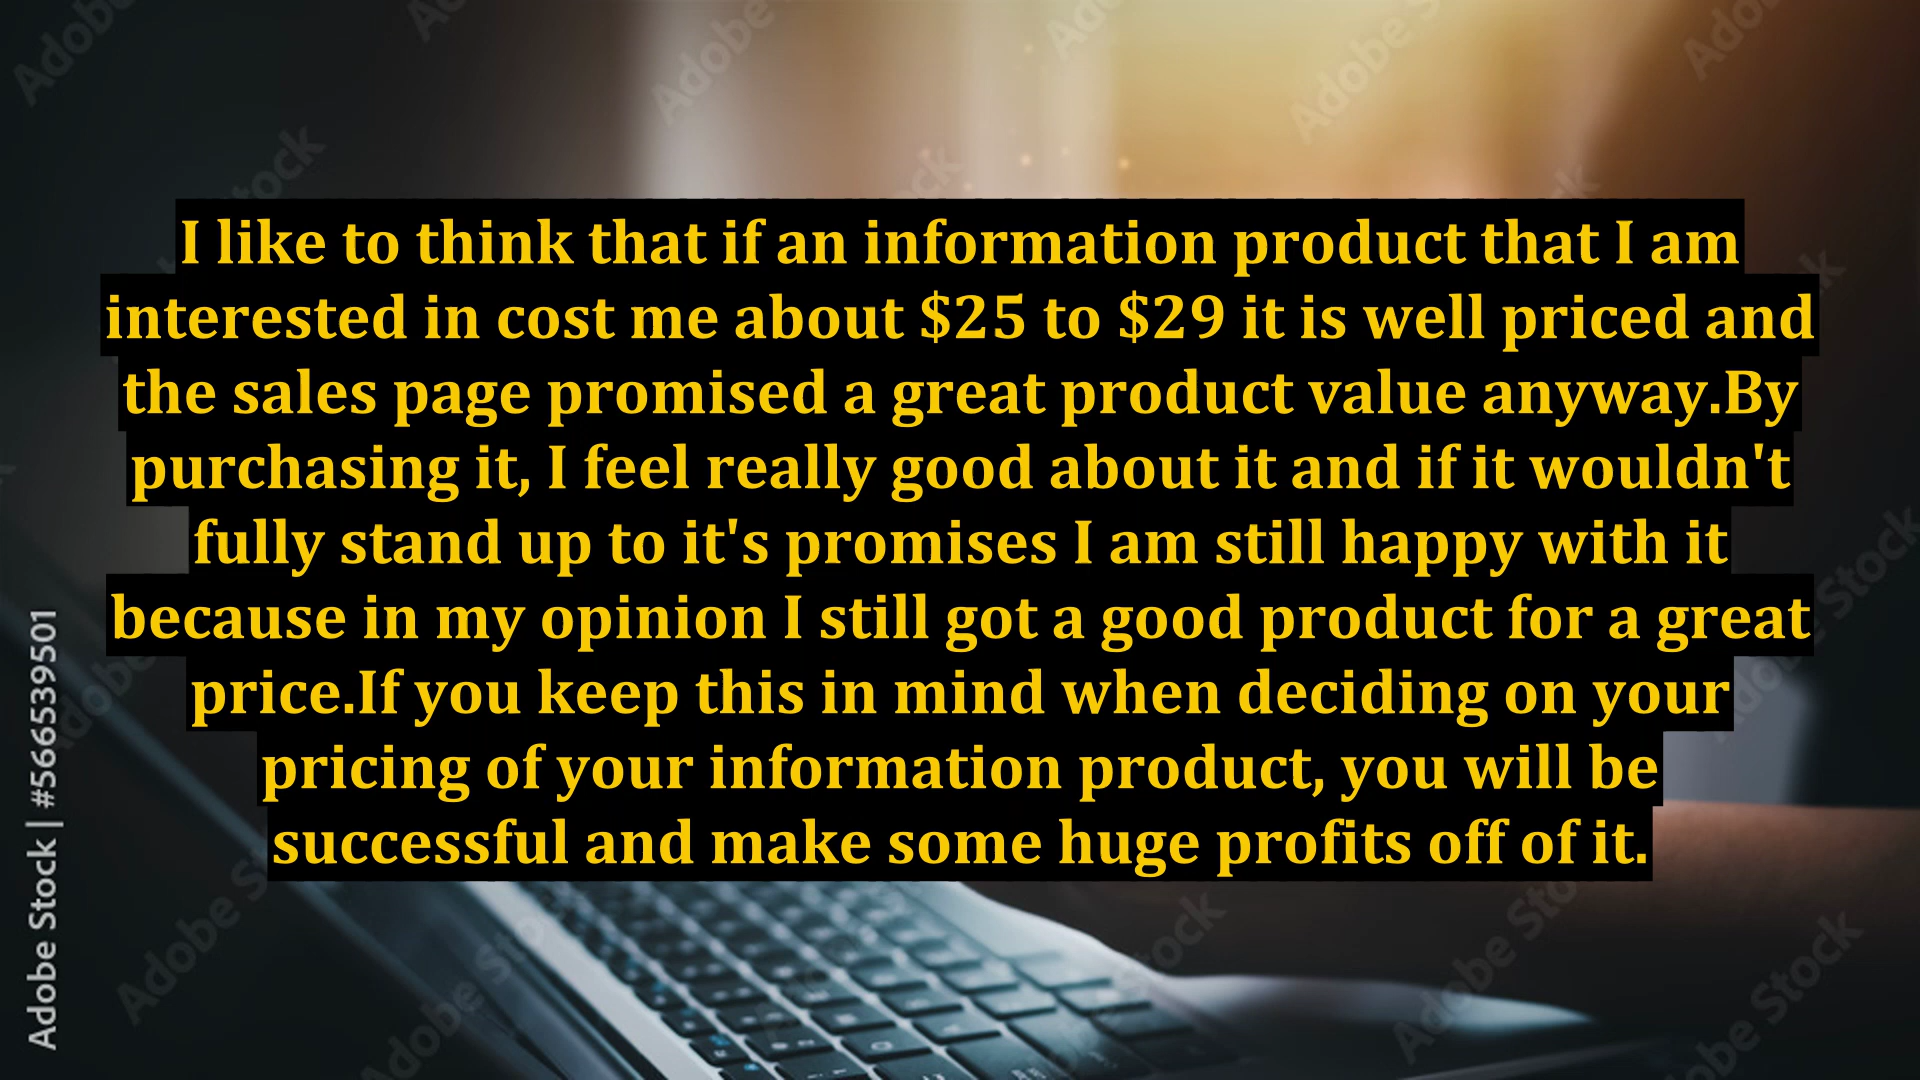 I like to think that if an information product that I am
interested in cost me about $25 to $29 it is well priced and
the sales page promised a great product value anyway.By
purchasing it, I feel really good about it and if it wouldn't
fully stand up to it's promises I am still happy with it
because in my opinion I still got a good product for a great
price.If you keep this in mind when deciding on your
pricing of your information product, you will be
successful and make some huge profits off of it.
Adobe Stock | #566539501
Adobe Stock